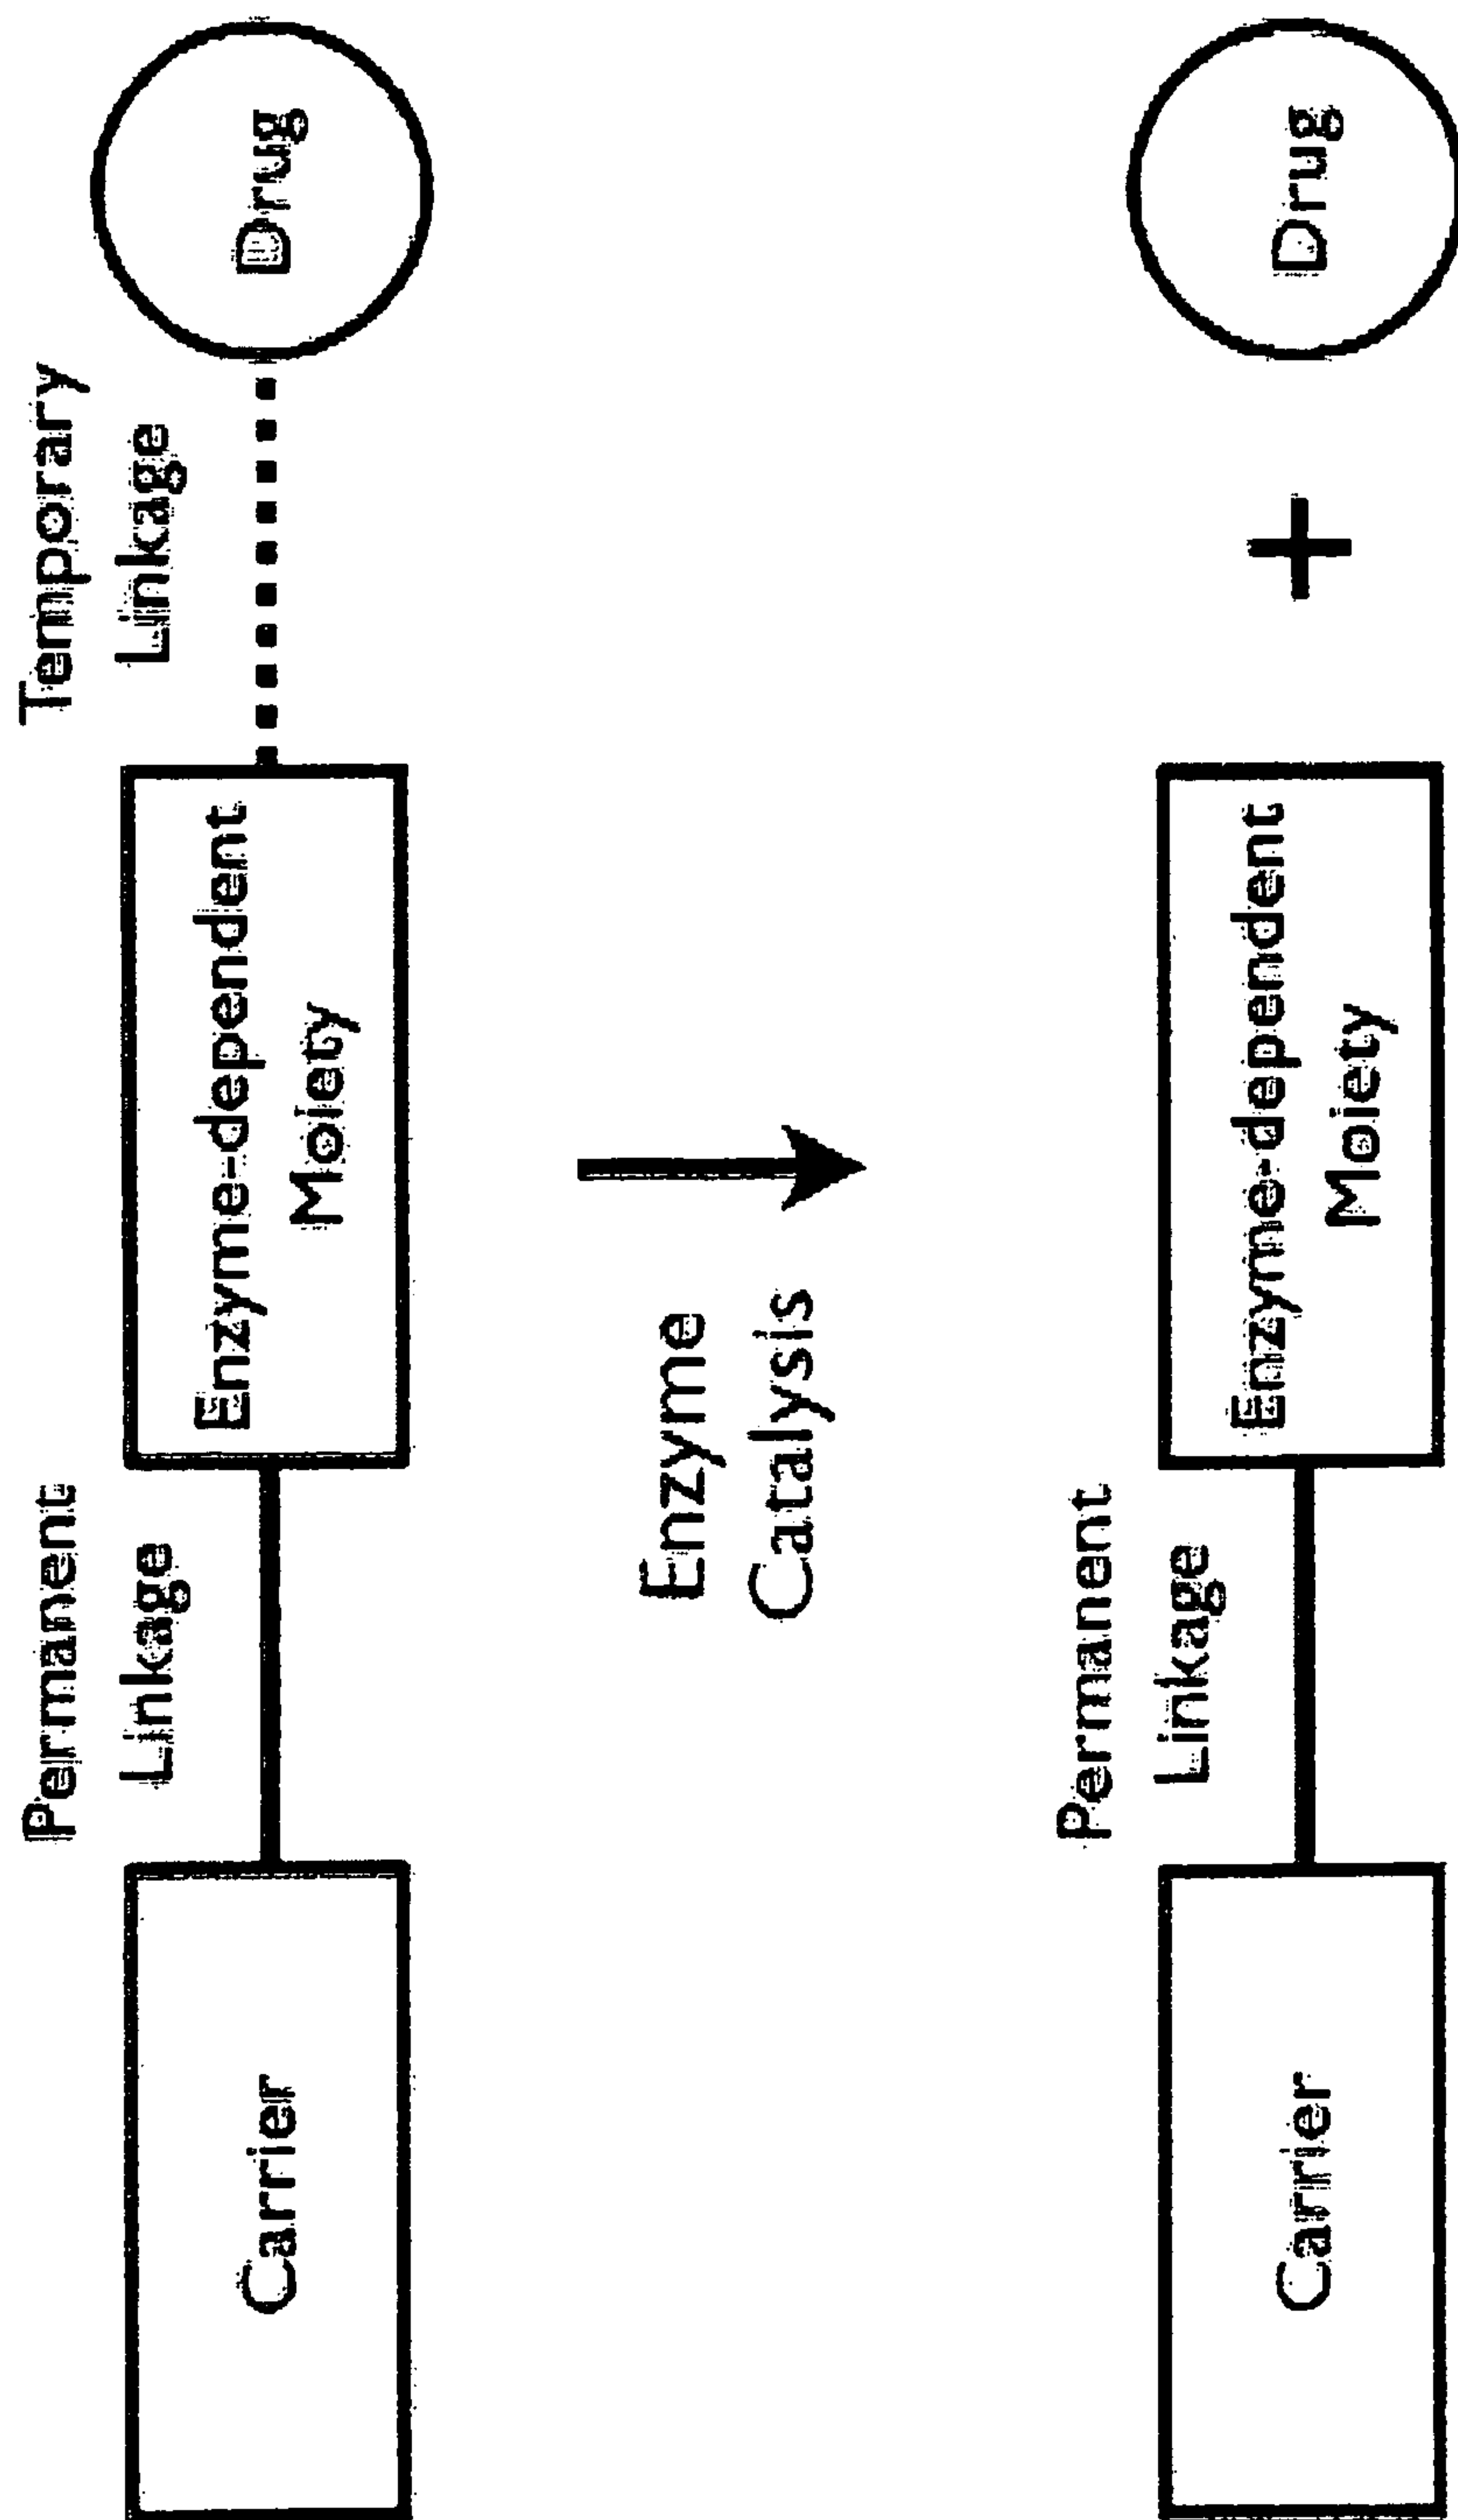 Permanent
Linkage
Temporary
Linkage
Carrier
Enzyme-dependent
Moiety
Drug
Enzyme
Catalysis
Permanent
Linkage
Carrier
Enzyme-dependent
Moiety
+
Drug